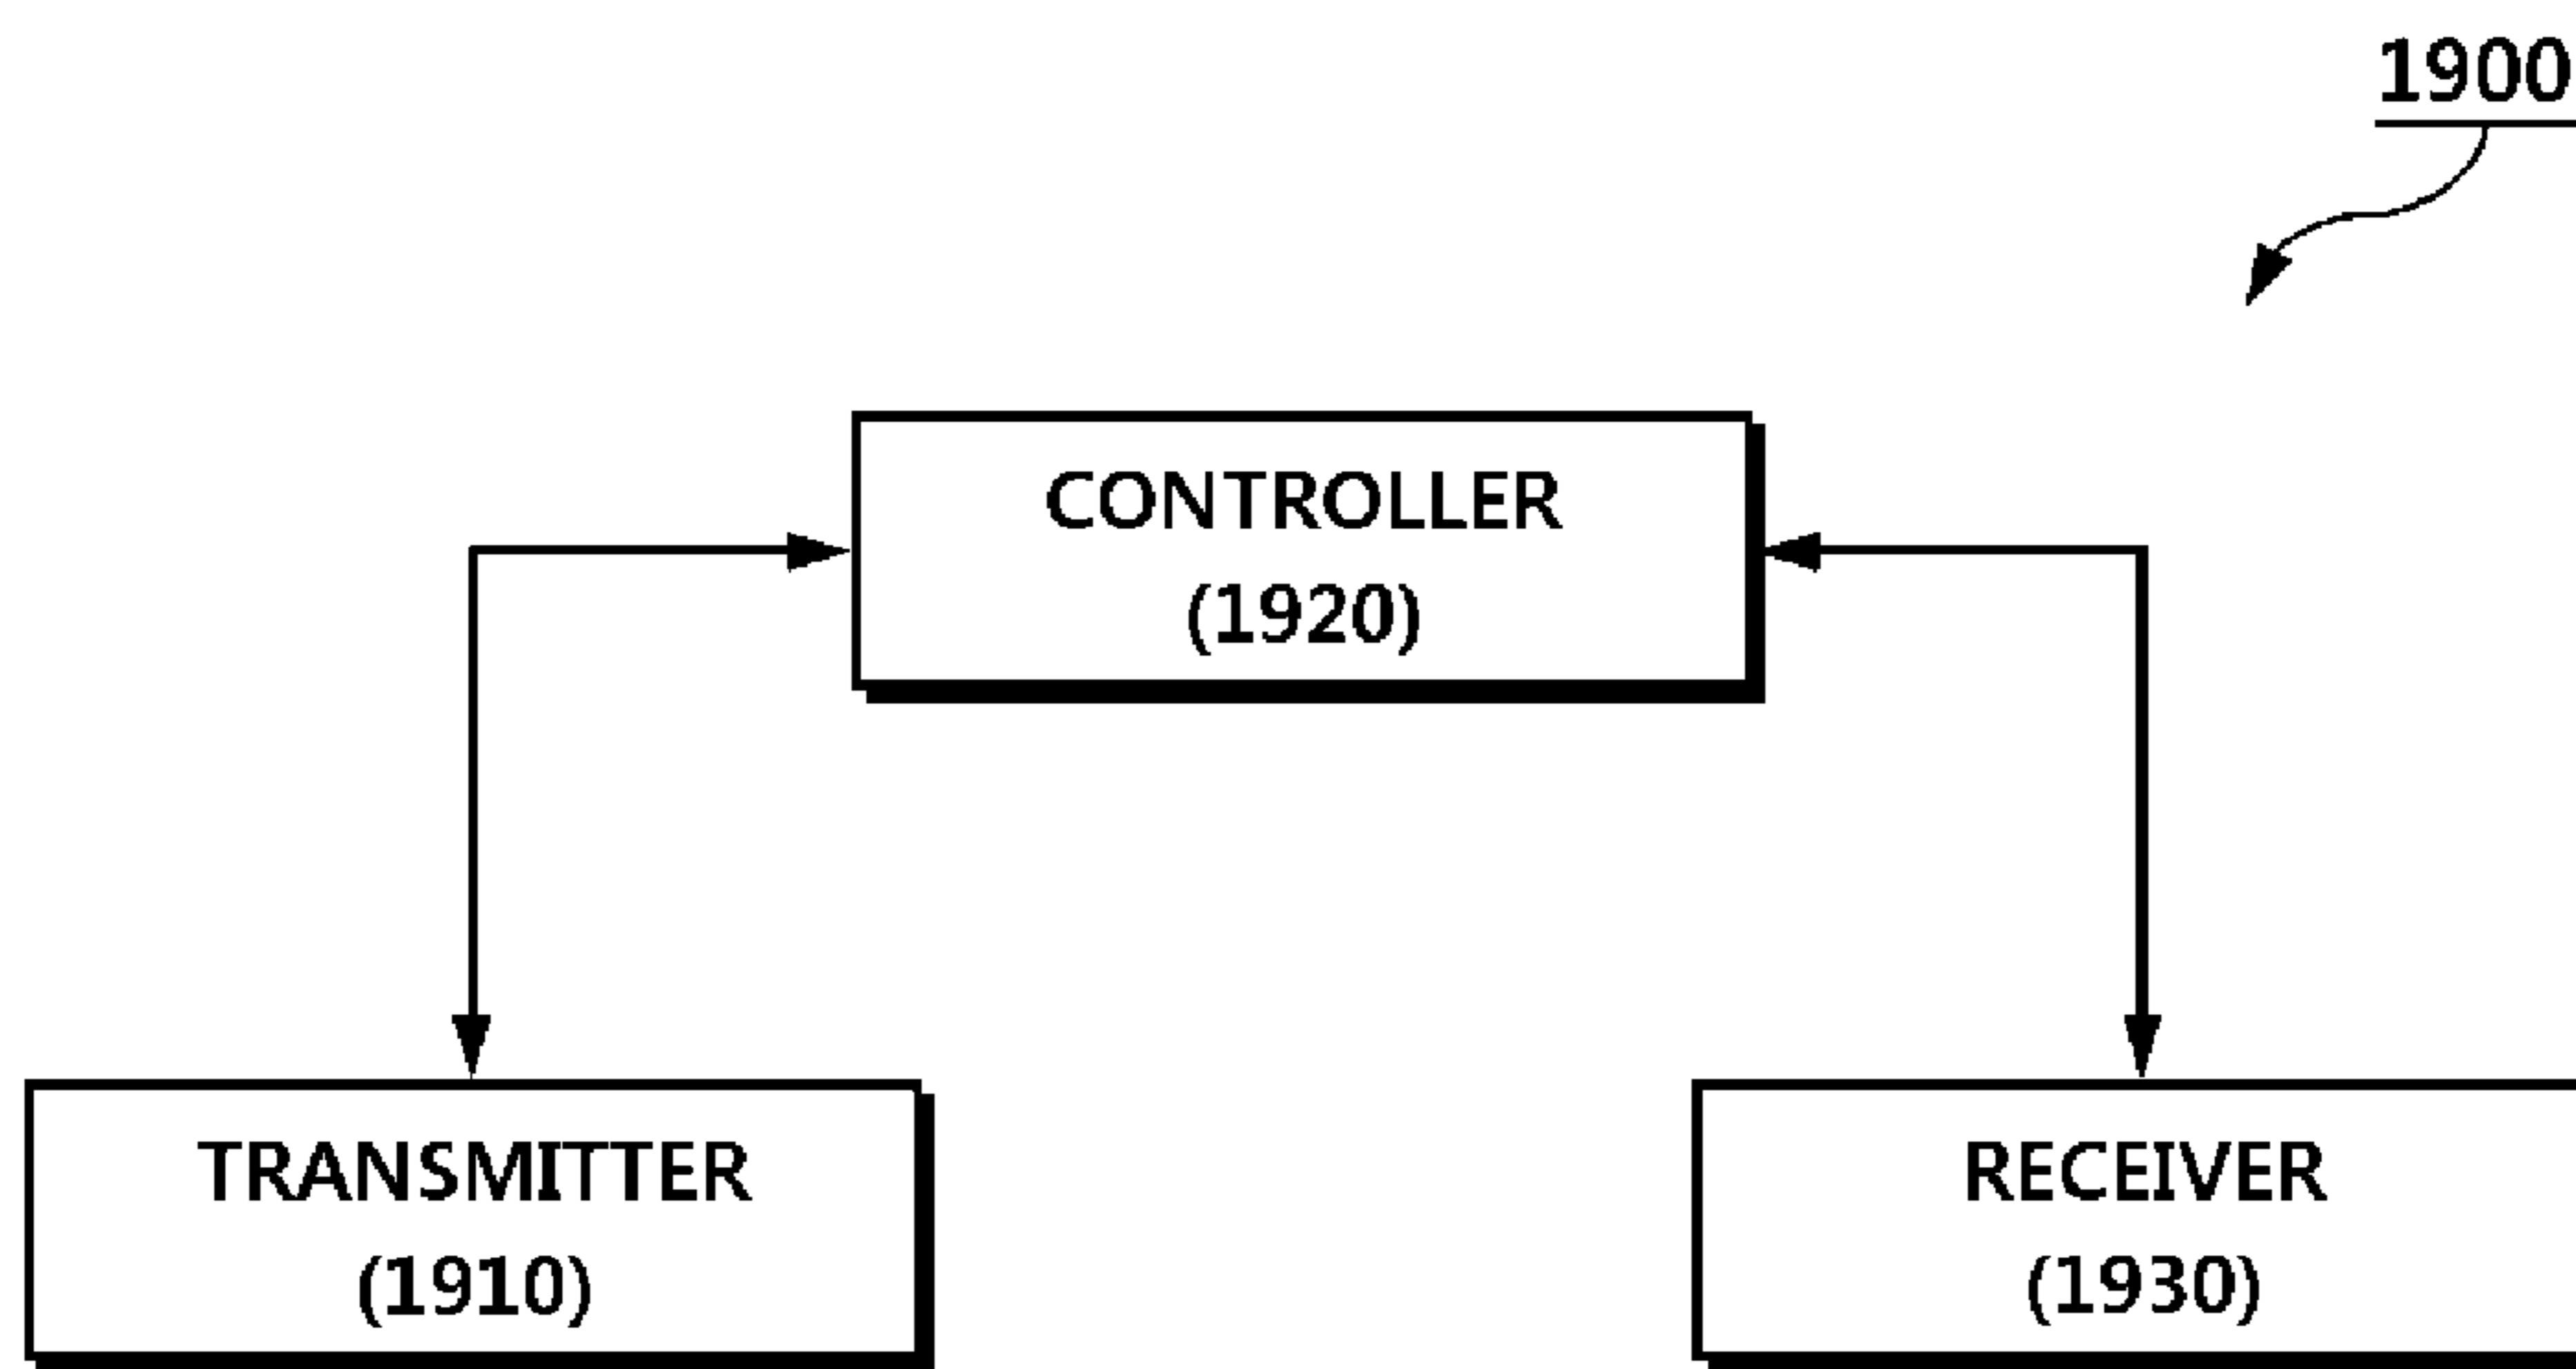 1900
CONTROLLER
(1920)
TRANSMITTER
(1910)
RECEIVER
(1930)